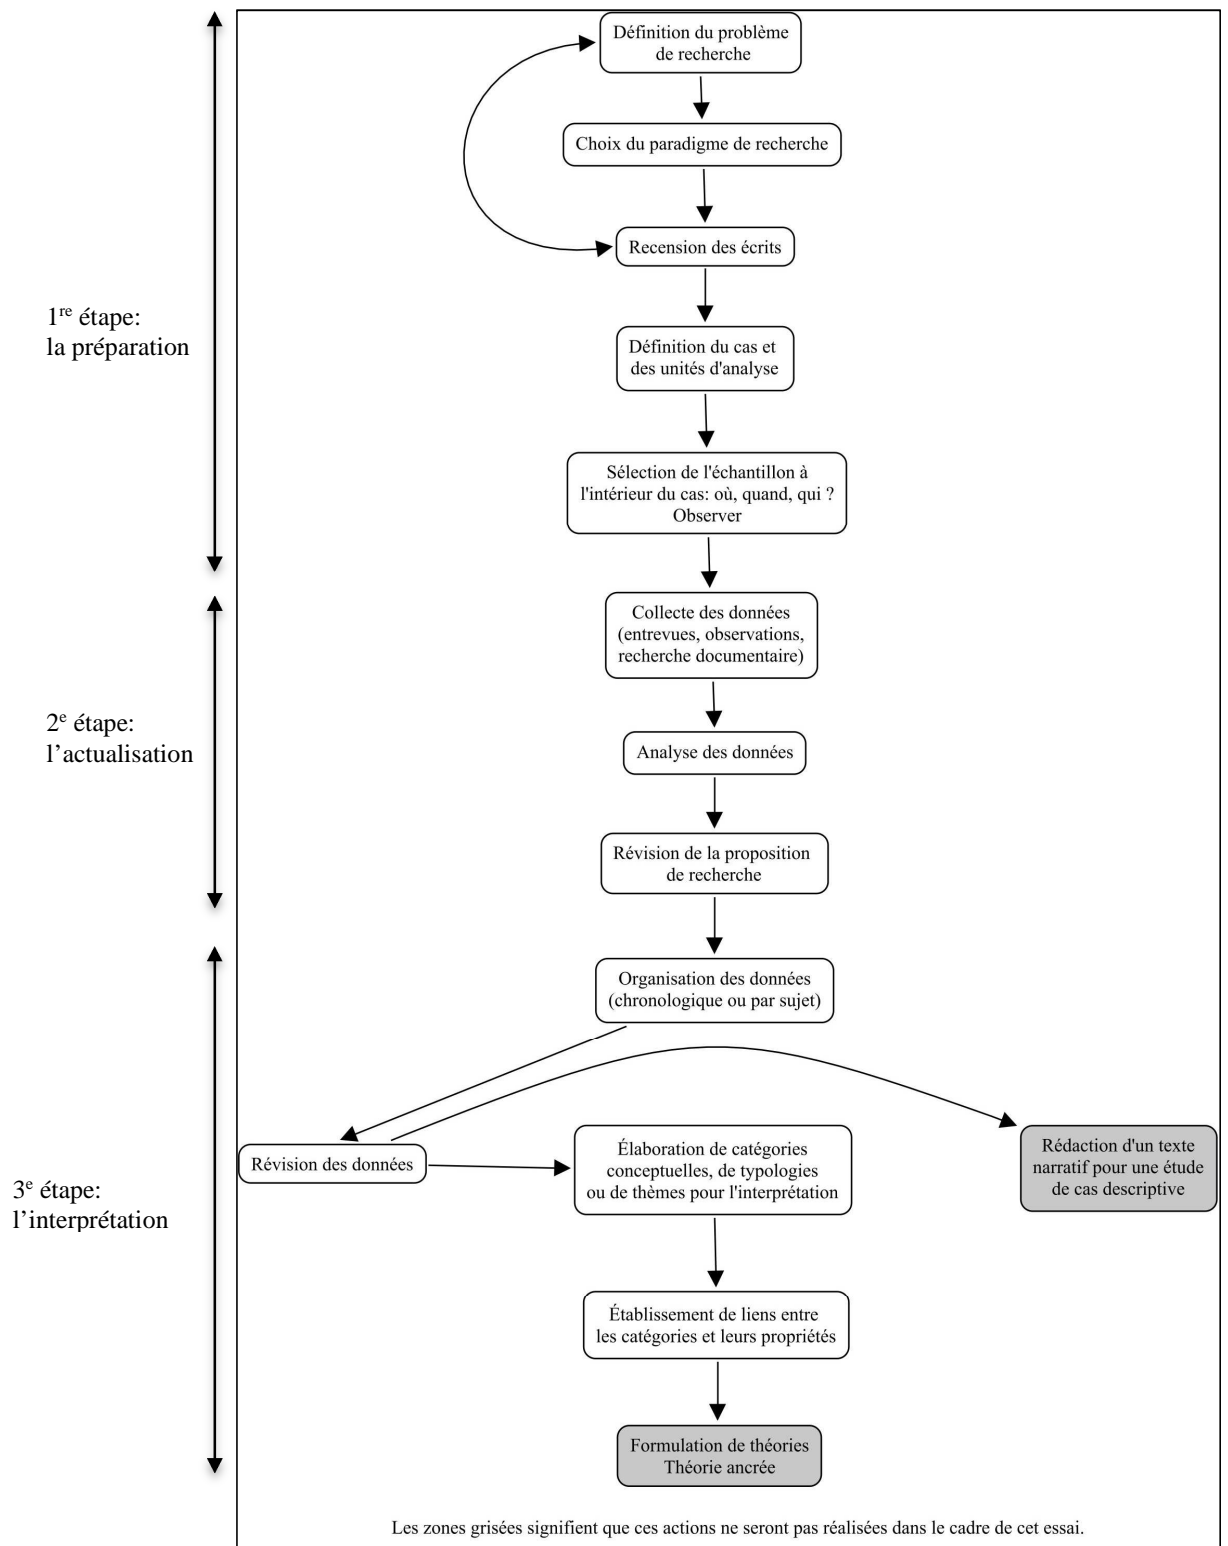 Définition du problème
de recherche
Choix du paradigme de recherche
Recension des écrits
1re étape:
la préparation
Définition du cas et
des unités d'analyse
Sélection de l'échantillon à
l'intérieur du cas: où, quand, qui ?
Observer
Collecte des données
(entrevues, observations,
recherche documentaire)
2e étape:
l’actualisation
Analyse des données
Révision de la proposition
de recherche
Organisation des données
(chronologique ou par sujet)
3e étape:
l’interprétation
Révision des données
Élaboration de catégories
conceptuelles, de typologies
ou de thèmes pour l'interprétation
Rédaction d'un texte
narratif pour une étude
de cas descriptive
Établissement de liens entre
les catégories et leurs propriétés
Formulation de théories
Théorie ancrée
Les zones grisées signifient que ces actions ne seront pas réalisées dans le cadre de cet essai.